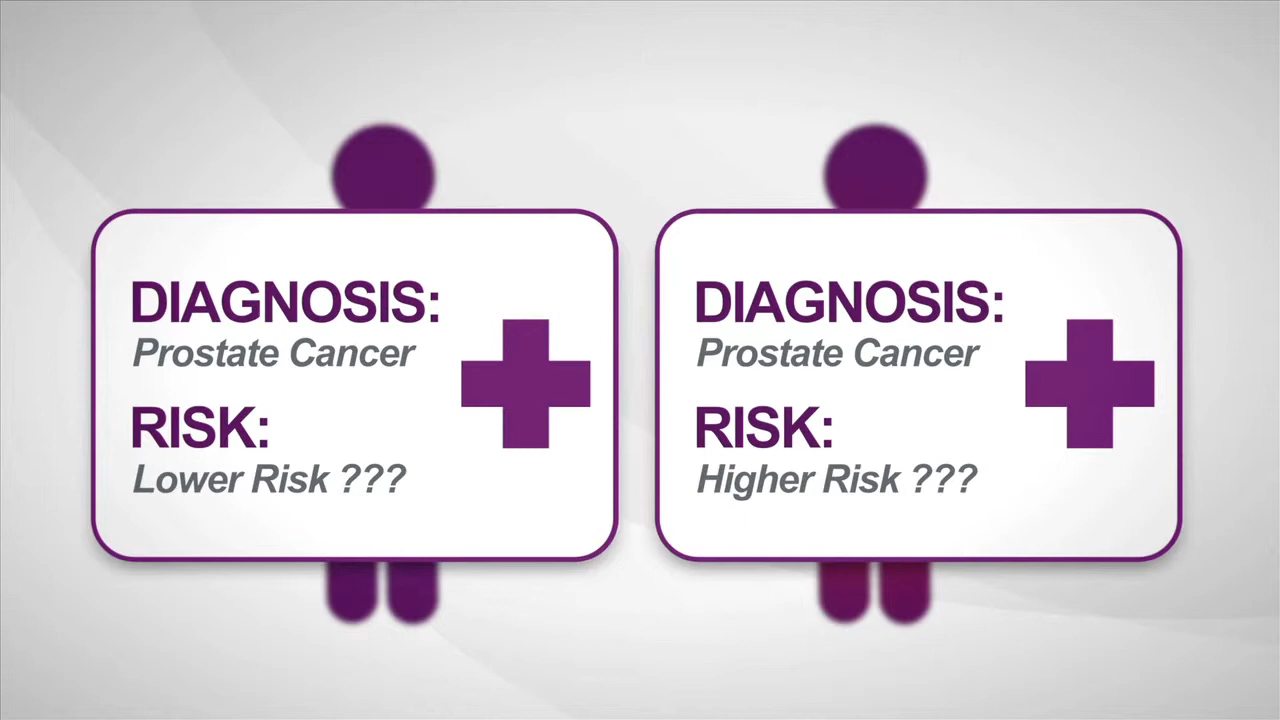 DIAGNOSIS:
Prostate Cancer
RISK:
Lower Risk ???
DIAGNOSIS:
Prostate Cancer
RISK:
Higher Risk ???